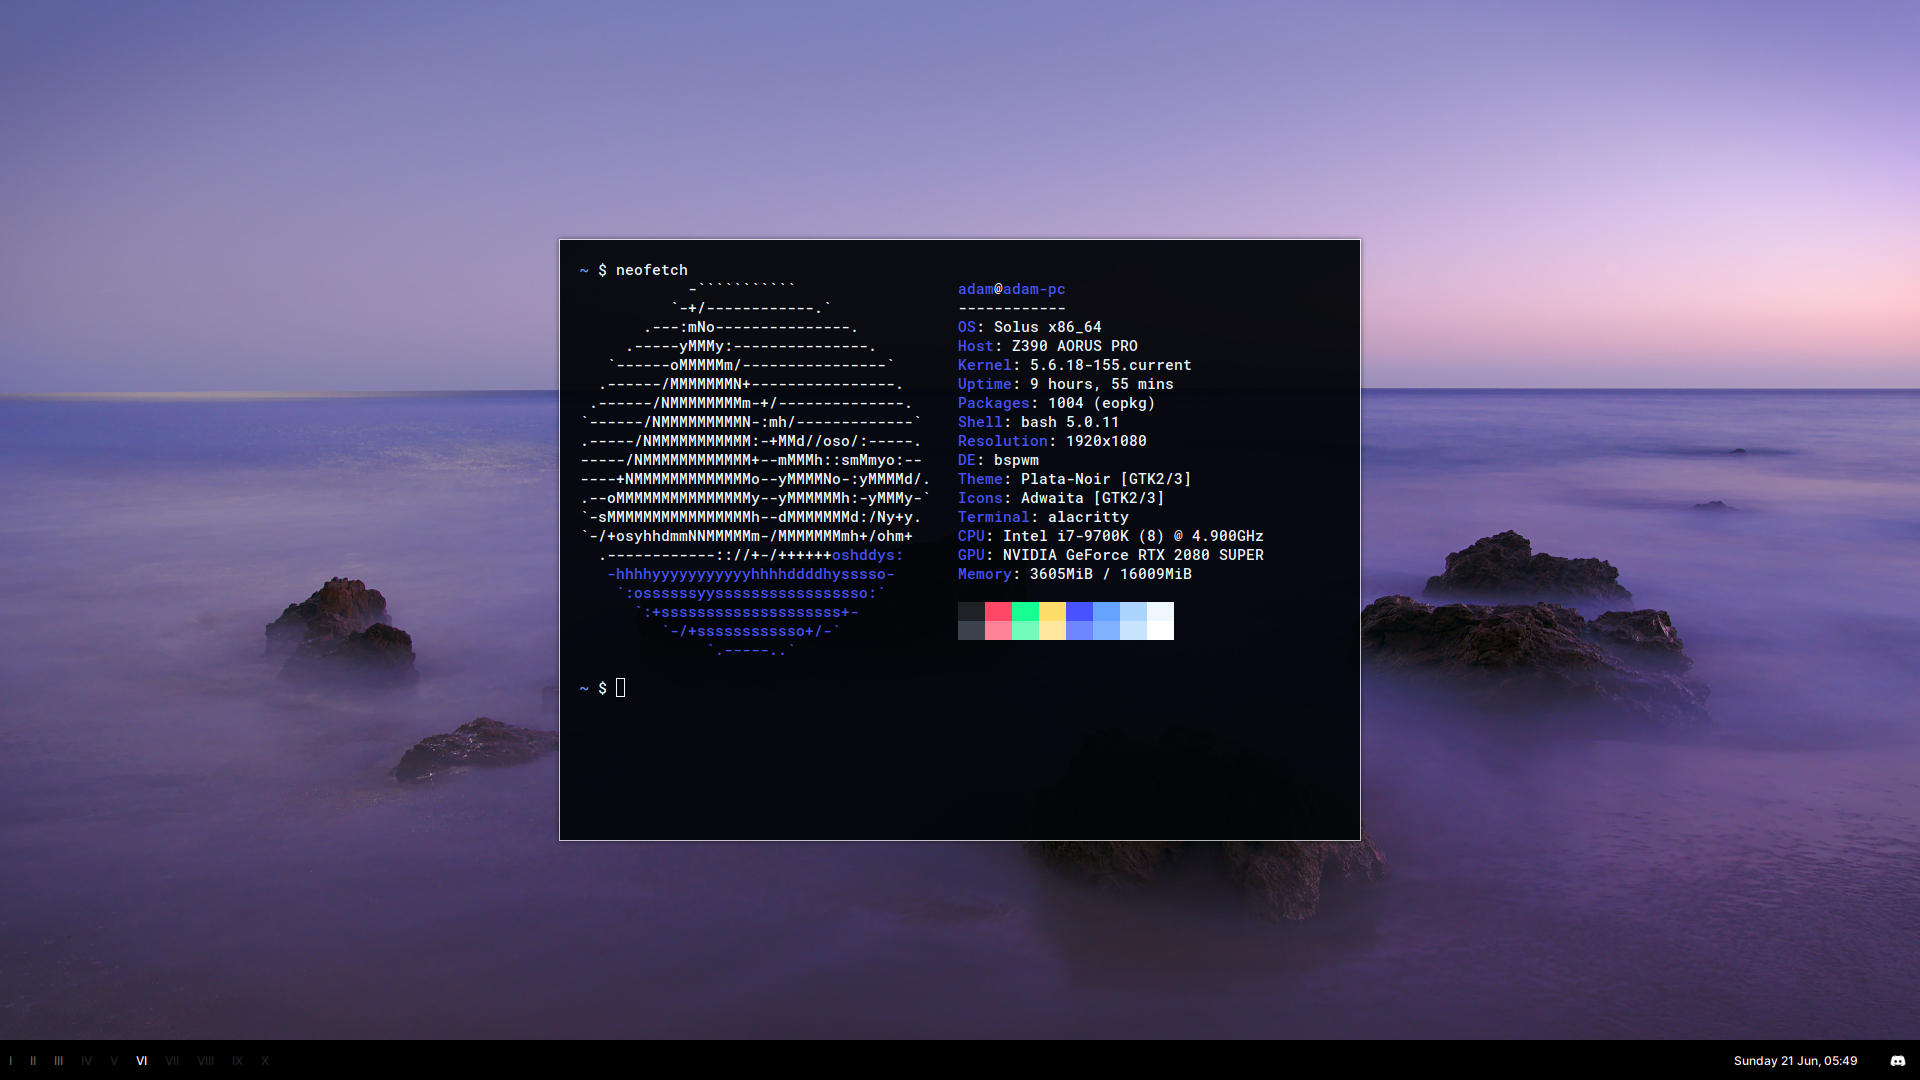 ~ $ neofetch
-```````````
`-+/------------.`
.---:mNo---------------.
.-----yMMMy:---------------.
`------oMMMMMm/----------------`
.------/MMMMMMMN+----------------.
.------/NMMMMMMMMm-+/--------------.
`------/NMMMMMMMMMN-:mh/-------------`
.-----/NMMMMMMMMMMM:-+MMd//oso/:-----.
-----/NMMMMMMMMMMMM+--mMMMh::smMmyo:--
----+NMMMMMMMMMMMMMo--yMMMMNo-:yMMMMd/.
.--oMMMMMMMMMMMMMMMy--yMMMMMMh:-yMMMy-`
`-sMMMMMMMMMMMMMMMMh--dMMMMMMMd:/Ny+y.
`-/+osyhhdmmNNMMMMMm-/MMMMMMMmh+/ohm+
.------------:://+-/++++++oshddys:
-hhhhyyyyyyyyyyyhhhhddddhysssso-
`:ossssssyysssssssssssssssso:`
`:+ssssssssssssssssssss+-
`-/+ssssssssssso+/-`
`.-----..`
adam@adam-pc
------------
OS: Solus x86_64
Host: Z390 AORUS PRO
Kernel: 5.6.18-155.current
Uptime: 9 hours, 55 mins
Packages: 1004 (eopkg)
Shell: bash 5.0.11
Resolution: 1920x1080
DE: bspwm
Theme: Plata-Noir [GTK2/3]
Icons: Adwaita [GTK2/3]
Terminal: alacritty
CPU: Intel i7-9700K (8) @ 4.900GHz
GPU: NVIDIA GeForce RTX 2080 SUPER
Memory: 3605MiB / 16009MiB
~ $
I II III IV V VI VII VIII IX X
Sunday 21 Jun, 05:49